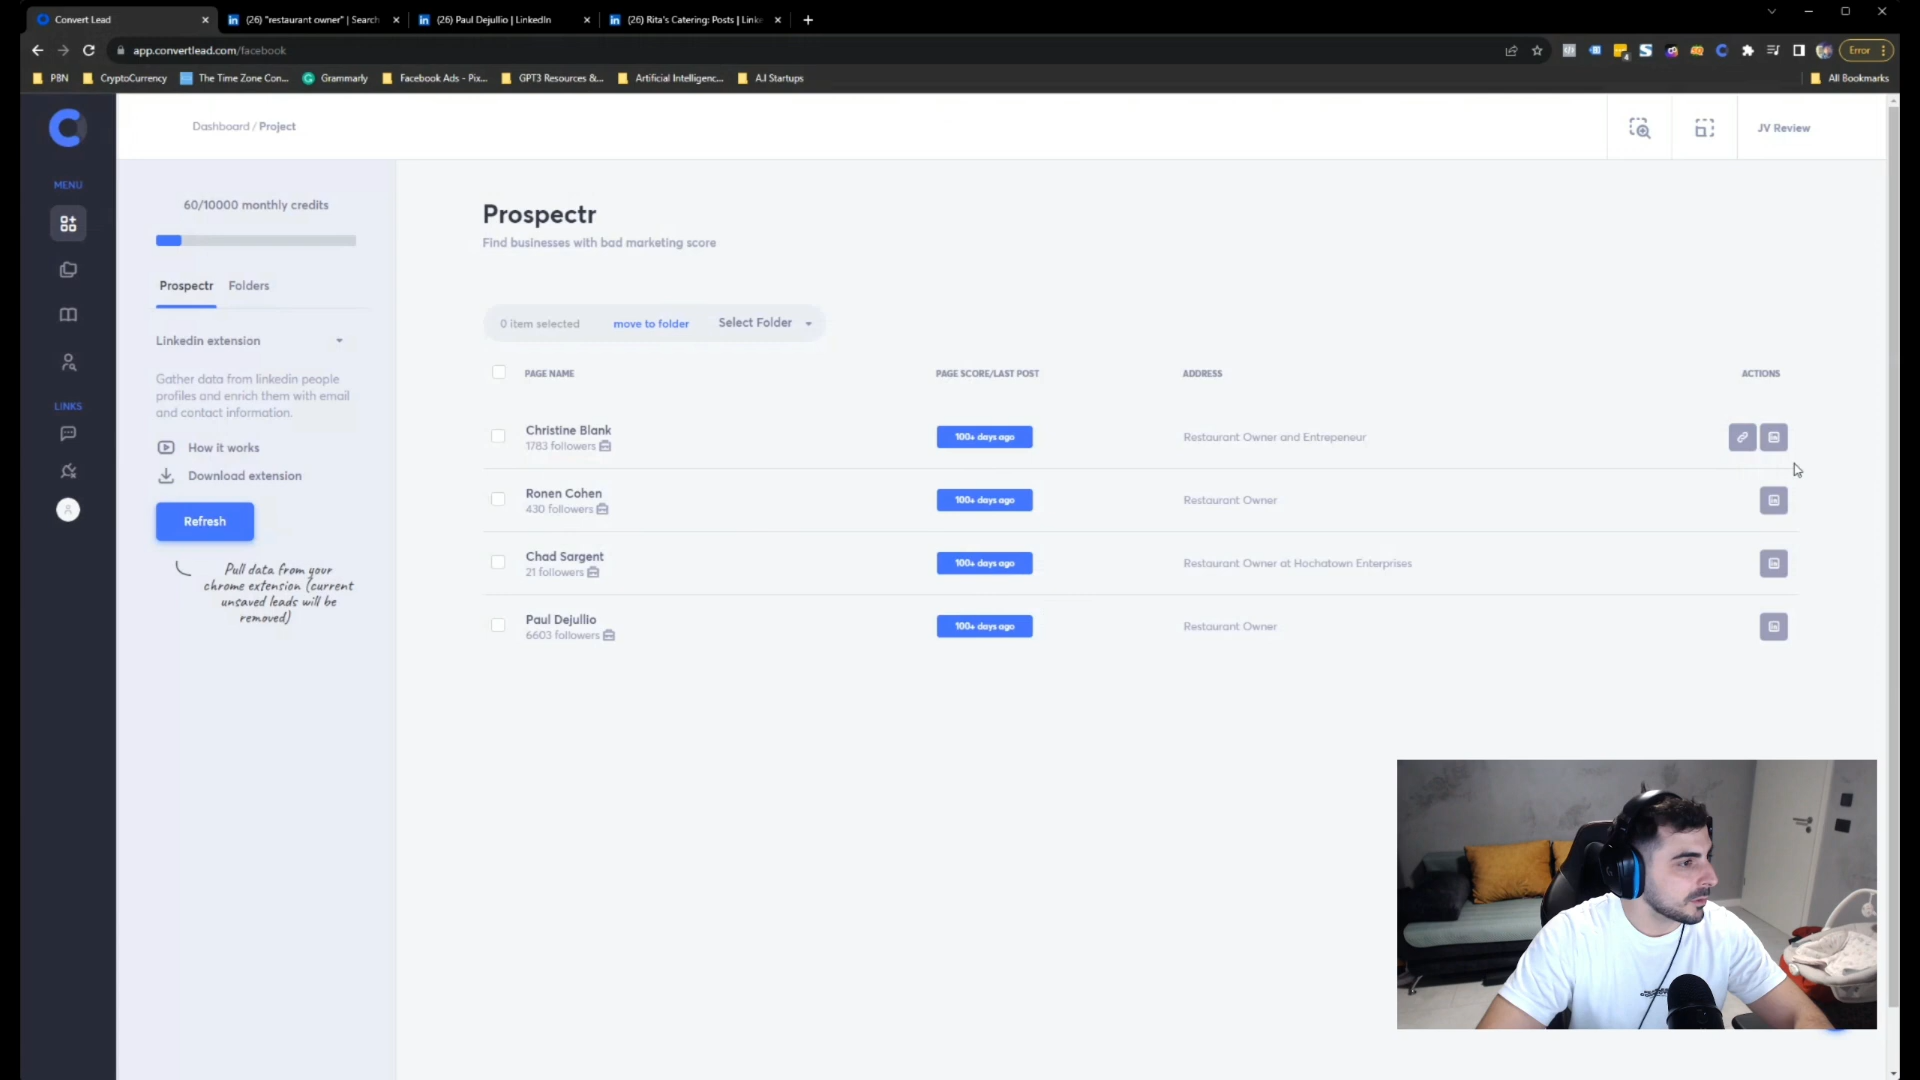 Convert Lead
(26) "restaurant owner" | Search
(26) Paul Dejullio | LinkedIn
(26) Rita's Catering: Posts | Linke
app.convertlead.com/facebook
Error
PBN
CryptoCurrency
The Time Zone Con...
Grammarly
Facebook Ads - Pix...
GPT3 Resources &...
Artificial Intelligenc...
A.I Startups
All Bookmarks
Dashboard / Project
JV Review
MENU
LINKS
60/10000 monthly credits
Prospectr
Folders
Linkedin extension
Gather data from linkedin people
profiles and enrich them with email
and contact information.
How it works
Download extension
Refresh
Pull data from your
chrome extension (current
unsaved leads will be
removed)
Prospectr
Find businesses with bad marketing score
0 item selected
move to folder
Select Folder
PAGE NAME
PAGE SCORE/LAST POST
ADDRESS
ACTIONS
Christine Blank
1783 followers
100+ days ago
Restaurant Owner and Entrepeneur
Ronen Cohen
430 followers
100+ days ago
Restaurant Owner
Chad Sargent
21 followers
100+ days ago
Restaurant Owner at Hochatown Enterprises
Paul Dejullio
6603 followers
100+ days ago
Restaurant Owner